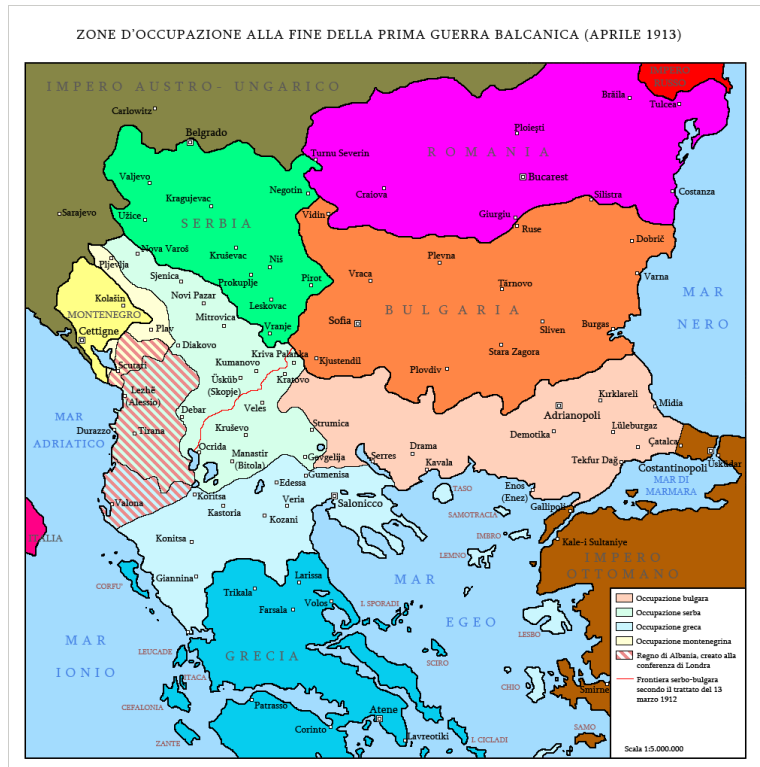 ZONE D'OCCUPAZIONE ALLA FINE DELLA PRIMA GUERRA BALCANICA (APRILE 1913)
IMPERO AUSTRO- UNGARICO
IMPERO
RUSSO
Brăila
Tulcea
Carlowitz
Belgrado
Ploiești
Turnu Severin
ROMANIA
Valjevo
Bucarest
Negotin
Craiova
Silistra
Costanza
Kragujevac
Sarajevo
Užice
SERBIA
Vidin
Giurgiu
Ruse
Dobrič
Nova Varoš
Kruševac
Niš
Plevna
Pljevlja
Sjenica
Prokuplje
Pirot
Vraca
Varna
Tărnovo
Kolašin
Novi Pazar
Leskovac
MAR
NERO
MONTENEGRO
BULGARIA
Cettigne
Plav
Mitrovica
Vranje
Sofia
Sliven
Burgas
Diakovo
Kriva Palanka
Stara Zagora
Scutari
Kumanovo
Kjustendil
Plovdiv
Üsküb
(Skopje)
Kratovo
Lezhë
(Alessio)
Kırklareli
Midia
Debar
Veles
Adrianopoli
MAR
ADRIATICO
Durazzo
Tirana
Kruševo
Strumica
Demotika
Lüleburgaz
Çatalca
Ocrida
Manastir
(Bitola)
Gevgelija
Serres
Drama
Kavala
Tekfur Dağ
Costantinopoli
Üsküdar
Gumenisa
Edessa
Enos
(Enez)
MAR DI
MARMARA
Valona
Koritsa
Veria
Salonicco
TASO
Gallipoli
Kastoria
Kozani
SAMOTRACIA
ITALIA
Konitsa
IMBRO
Kale-i Sultaniye
LEMNO
IMPERO
OTTOMANO
Giannina
Larissa
MAR
EGEO
CORFU'
Trikala
Farsala
Volos
I. SPORADI
LESBO
MAR
IONIO
LEUCADE
GRECIA
SCIRO
ITACA
CHIO
Smirne
CEFALONIA
Patrasso
Atene
Corinto
Lavreotiki
I. CICLADI
SAMO
ZANTE
Occupazione bulgara
Occupazione serba
Occupazione greca
Occupazione montenegrina
Regno di Albania, creato alla
conferenza di Londra
Frontiera serbo-bulgara
secondo il trattato del 13
marzo 1912
Scala 1:5.000.000